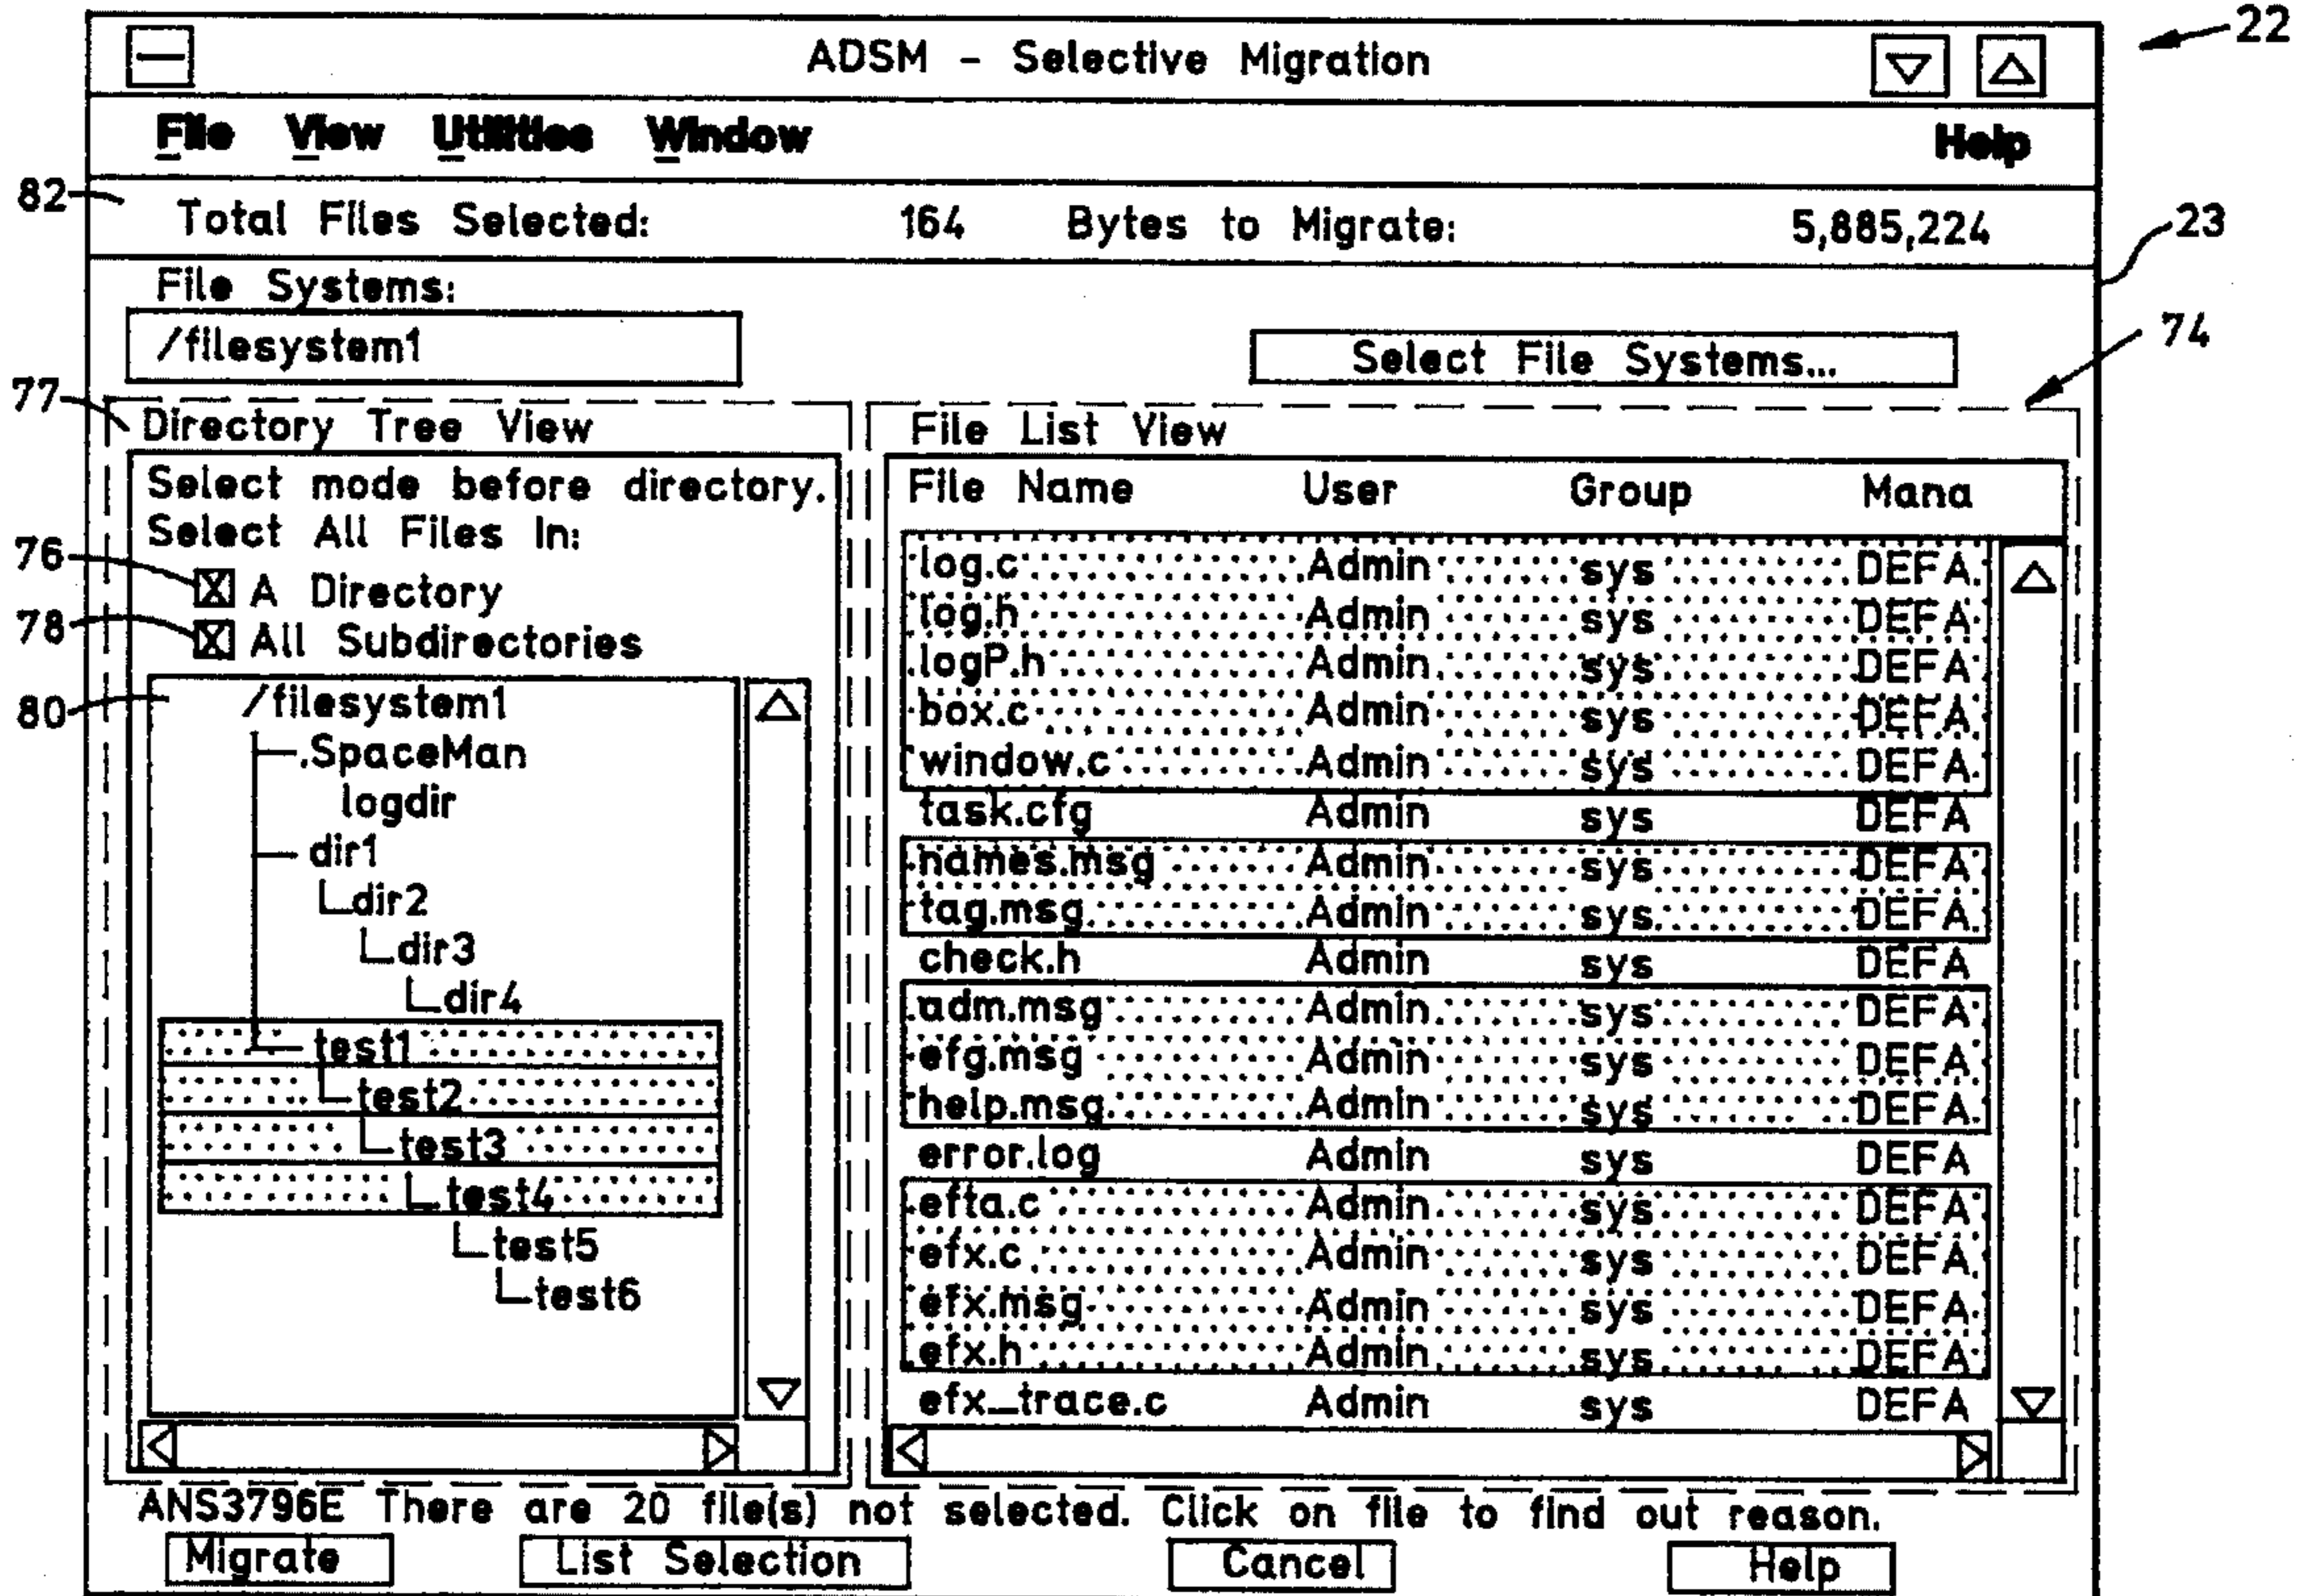 22
ADSM - Selective Migration
File View Utilities Window Help
82
Total Files Selected: 164 Bytes to Migrate: 5,885,224
23
File Systems:
/filesystem1
Select File Systems...
74
77
Directory Tree View
Select mode before directory.
Select All Files In:
76
A Directory
78
All Subdirectories
80
/filesystem1
.SpaceMan
logdir
dir1
dir2
dir3
dir4
test1
test2
test3
test4
test5
test6
File List View
File Name User Group Mana
log.c Admin sys DEFA
log.h Admin sys DEFA
logP.h Admin sys DEFA
box.c Admin sys DEFA
window.c Admin sys DEFA
task.cfg Admin sys DEFA
names.msg Admin sys DEFA
tag.msg Admin sys DEFA
check.h Admin sys DEFA
adm.msg Admin sys DEFA
efg.msg Admin sys DEFA
help.msg Admin sys DEFA
error.log Admin sys DEFA
efta.c Admin sys DEFA
efx.c Admin sys DEFA
efx.msg Admin sys DEFA
efx.h Admin sys DEFA
efx_trace.c Admin sys DEFA
ANS3796E There are 20 file(s) not selected. Click on file to find out reason.
Migrate List Selection Cancel Help